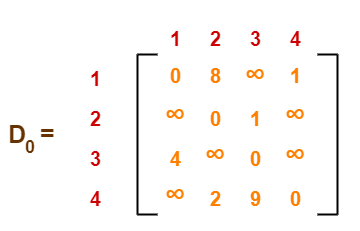 1 2 3 4
1 0 8 ∞ 1
2 ∞ 0 1 ∞
D₀ =
3 4 ∞ 0 ∞
4 ∞ 2 9 0